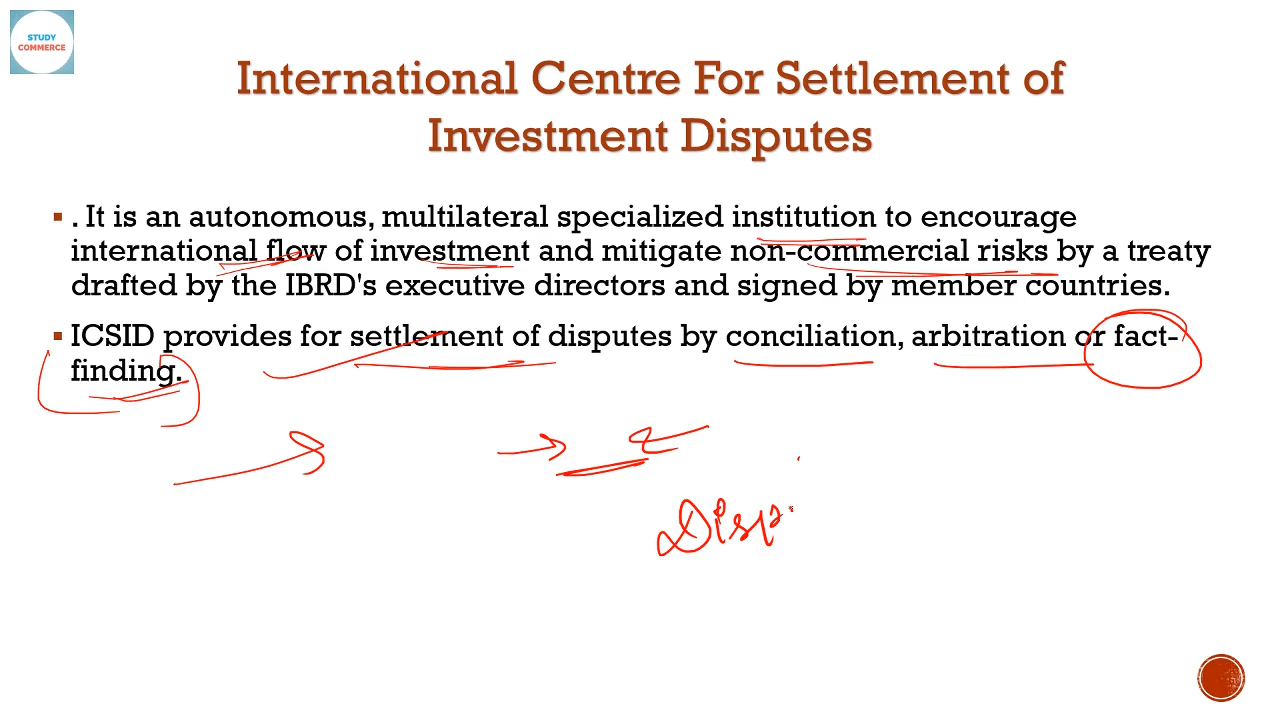 STUDY
COMMERCE
International Centre For Settlement of
Investment Disputes
. It is an autonomous, multilateral specialized institution to encourage
international flow of investment and mitigate non-commercial risks by a treaty
drafted by the IBRD's executive directors and signed by member countries.
ICSID provides for settlement of disputes by conciliation, arbitration or fact-
finding.
Disp